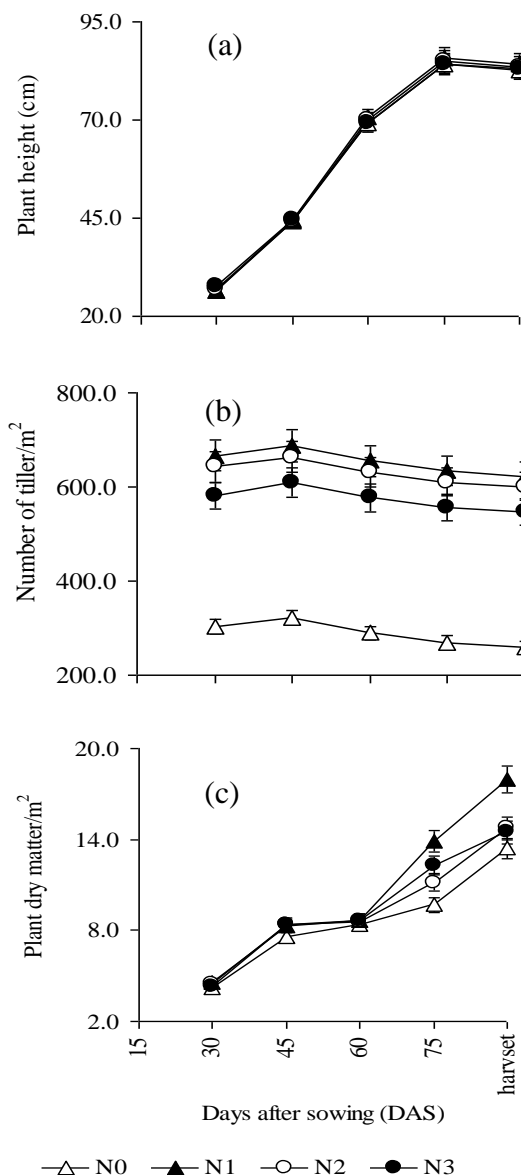 95.0
(a)
70.0
Plant height (cm)
45.0
20.0
800.0
(b)
600.0
Number of tiller/m2
400.0
200.0
20.0
(c)
14.0
Plant dry matter/m2
8.0
2.0
15 30 45 60 75 harvset
Days after sowing (DAS)
N0 N1 N2 N3